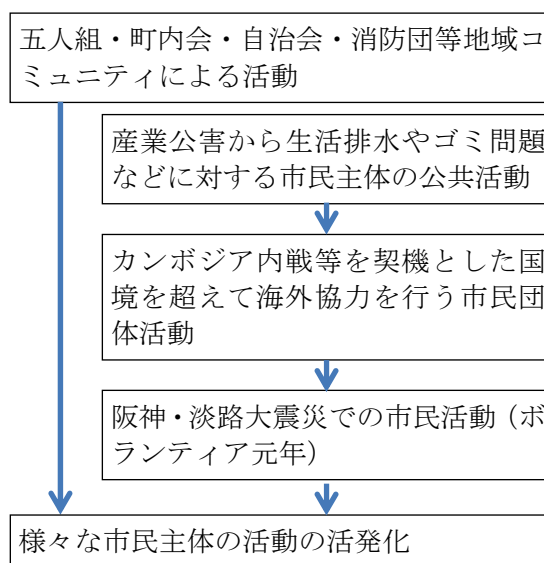 五人組・町内会・自治会・消防団等地域コ
ミュニティによる活動
産業公害から生活排水やゴミ問題
などに対する市民主体の公共活動
カンボジア内戦等を契機とした国
境を超えて海外協力を行う市民団
体活動
阪神・淡路大震災での市民活動（ボ
ランティア元年）
様々な市民主体の活動の活発化